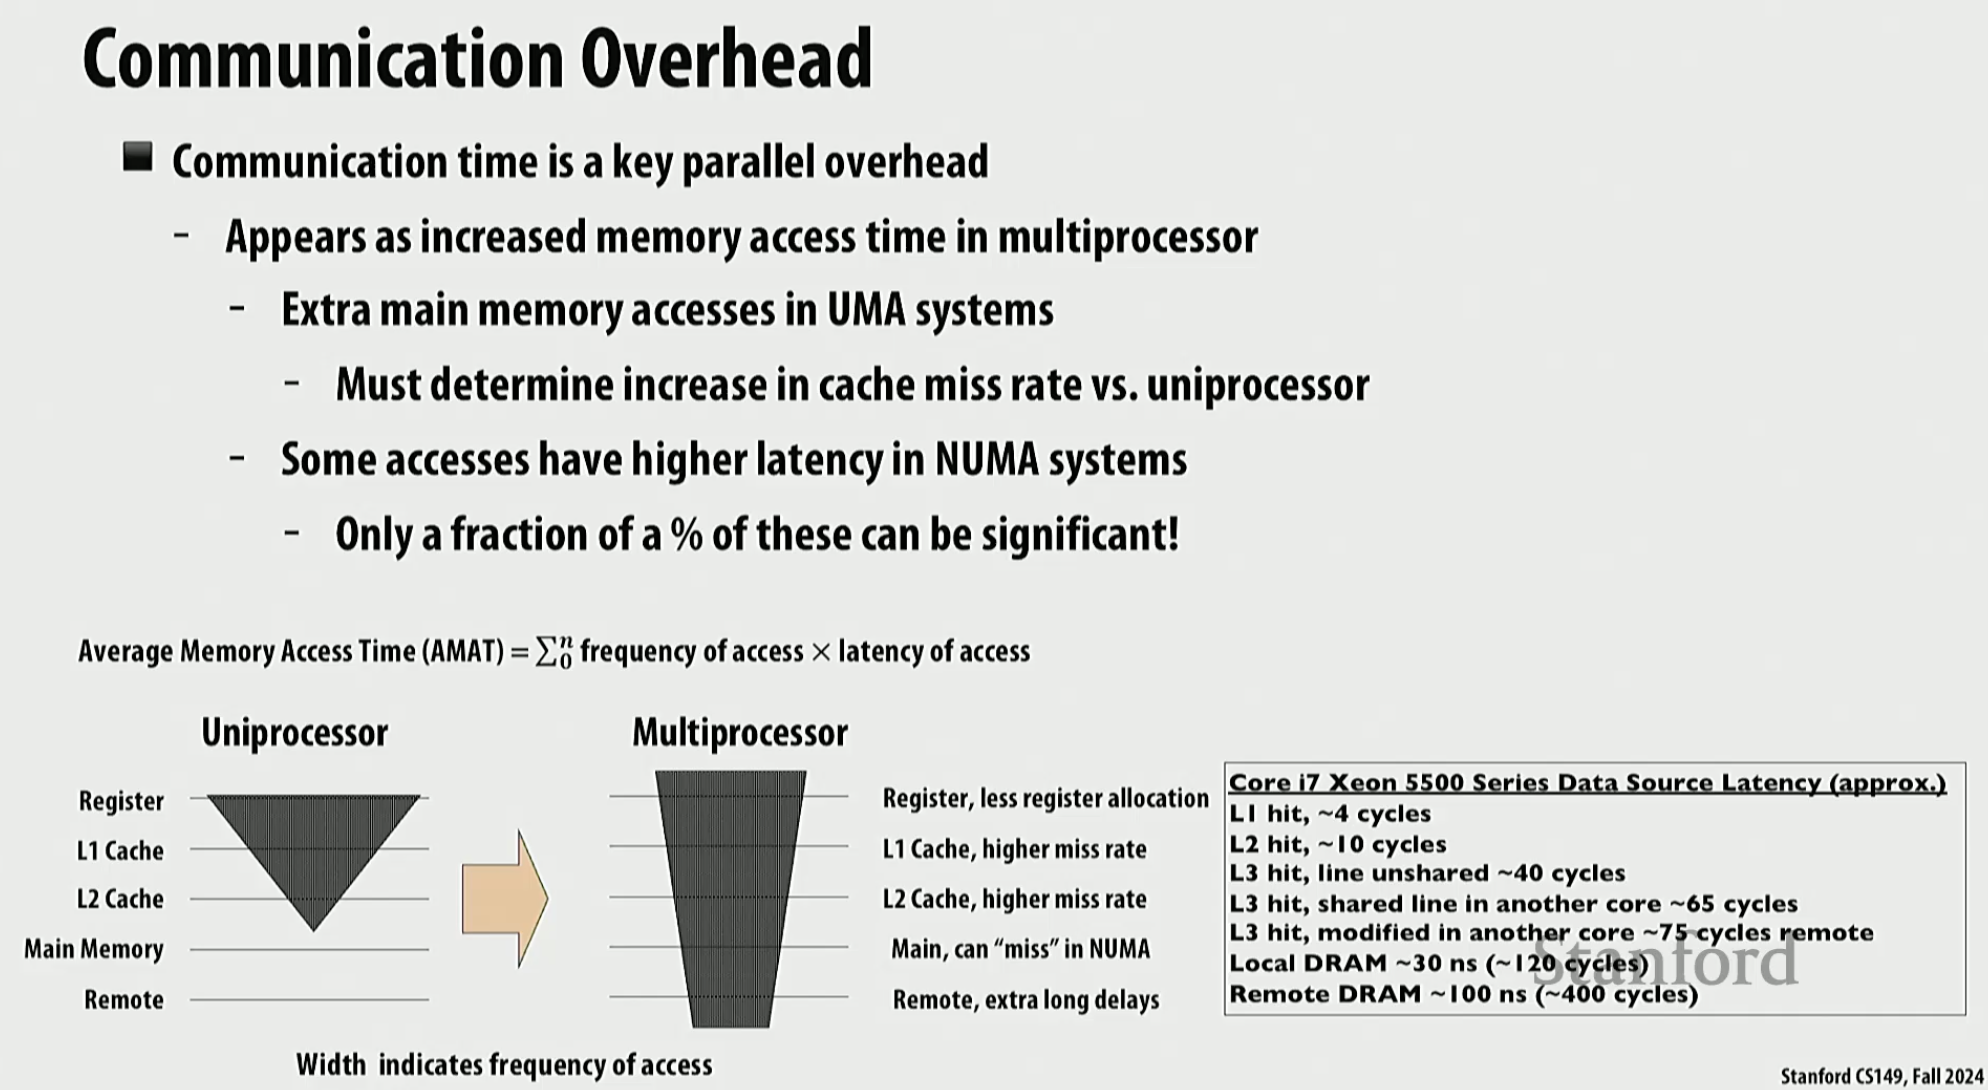 Communication Overhead
■ Communication time is a key parallel overhead
- Appears as increased memory access time in multiprocessor
- Extra main memory accesses in UMA systems
- Must determine increase in cache miss rate vs. uniprocessor
- Some accesses have higher latency in NUMA systems
- Only a fraction of a % of these can be significant!
Average Memory Access Time (AMAT) = ∑₀ⁿ frequency of access × latency of access
Uniprocessor
Register
L1 Cache
L2 Cache
Main Memory
Remote
Multiprocessor
Register, less register allocation
L1 Cache, higher miss rate
L2 Cache, higher miss rate
Main, can “miss” in NUMA
Remote, extra long delays
Width indicates frequency of access
Core i7 Xeon 5500 Series Data Source Latency (approx.)
L1 hit, ~4 cycles
L2 hit, ~10 cycles
L3 hit, line unshared ~40 cycles
L3 hit, shared line in another core ~65 cycles
L3 hit, modified in another core ~75 cycles remote
Local DRAM ~30 ns (~120 cycles)
Remote DRAM ~100 ns (~400 cycles)
Stanford
Stanford CS149, Fall 2024